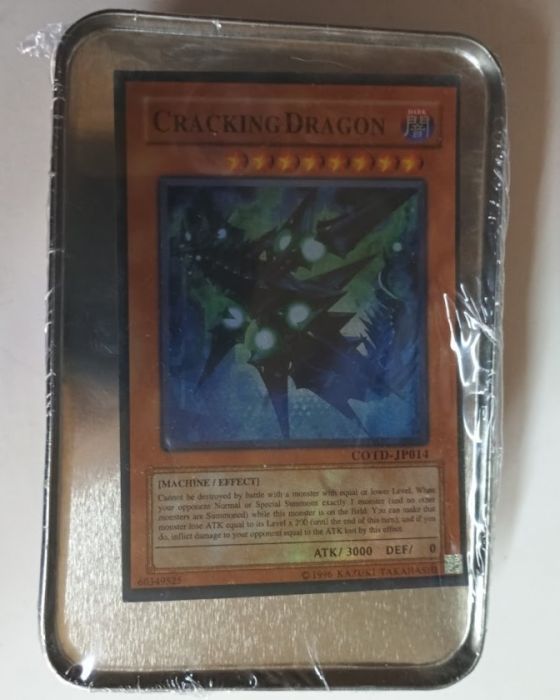 CRACKING DRAGON
DARK
闇
COTD-JP014
[MACHINE / EFFECT]
Cannot be destroyed by battle with a monster with equal or lower Level. When
your opponent Normal or Special Summons exactly 1 monster (and no other
monsters are Summoned) while this monster is on the field: You can make that
monster lose ATK equal to its Level x 200 (until the end of this turn), and if you
do, inflict damage to your opponent equal to the ATK lost by this effect.
ATK/ 3000 DEF/ 0
60349525
©1996 KAZUKI TAKAHASHI